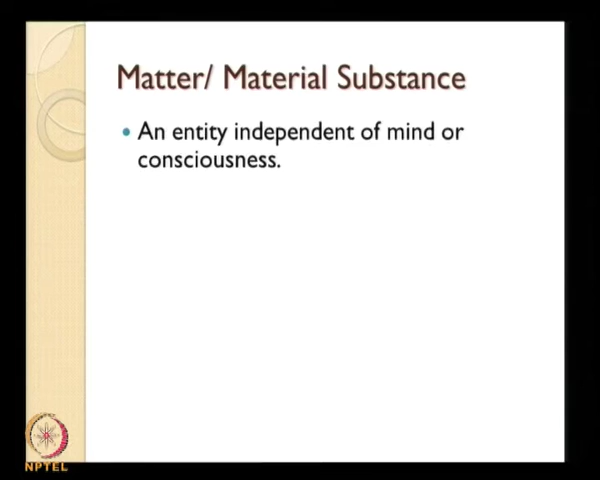 Matter/ Material Substance
• An entity independent of mind or
consciousness.
NPTEL